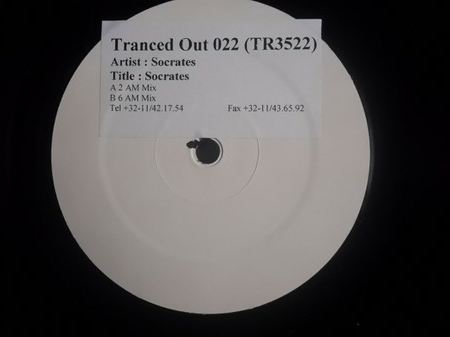 Tranced Out 022 (TR3522)
Artist : Socrates
Title : Socrates
A 2 AM Mix
B 6 AM Mix
Tel +32-11/42.17.54 Fax +32-11/43.65.92